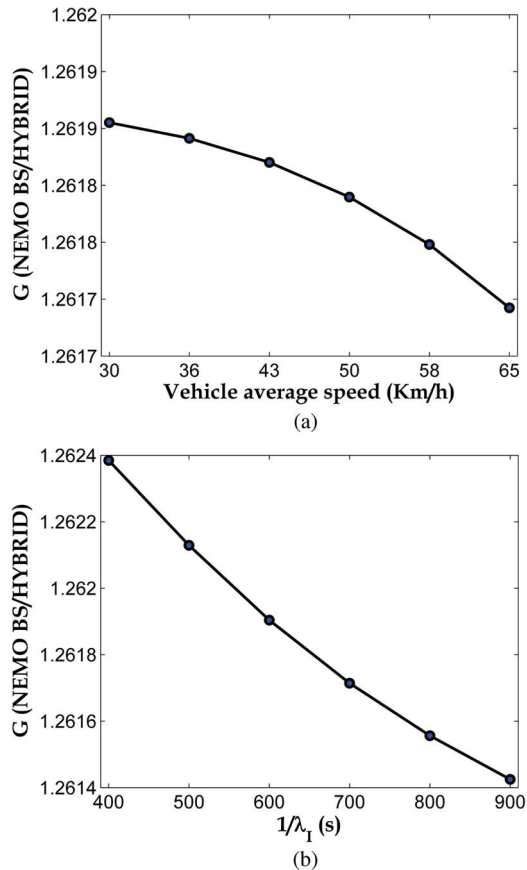 1.262
1.2619
1.2619
1.2618
1.2618
1.2617
1.2617
G (NEMO BS/HYBRID)
30 36 43 50 58 65
Vehicle average speed (Km/h)
(a)
1.2624
1.2622
1.262
1.2618
1.2616
1.2614
G (NEMO BS/HYBRID)
400 500 600 700 800 900
1/λ_I (s)
(b)